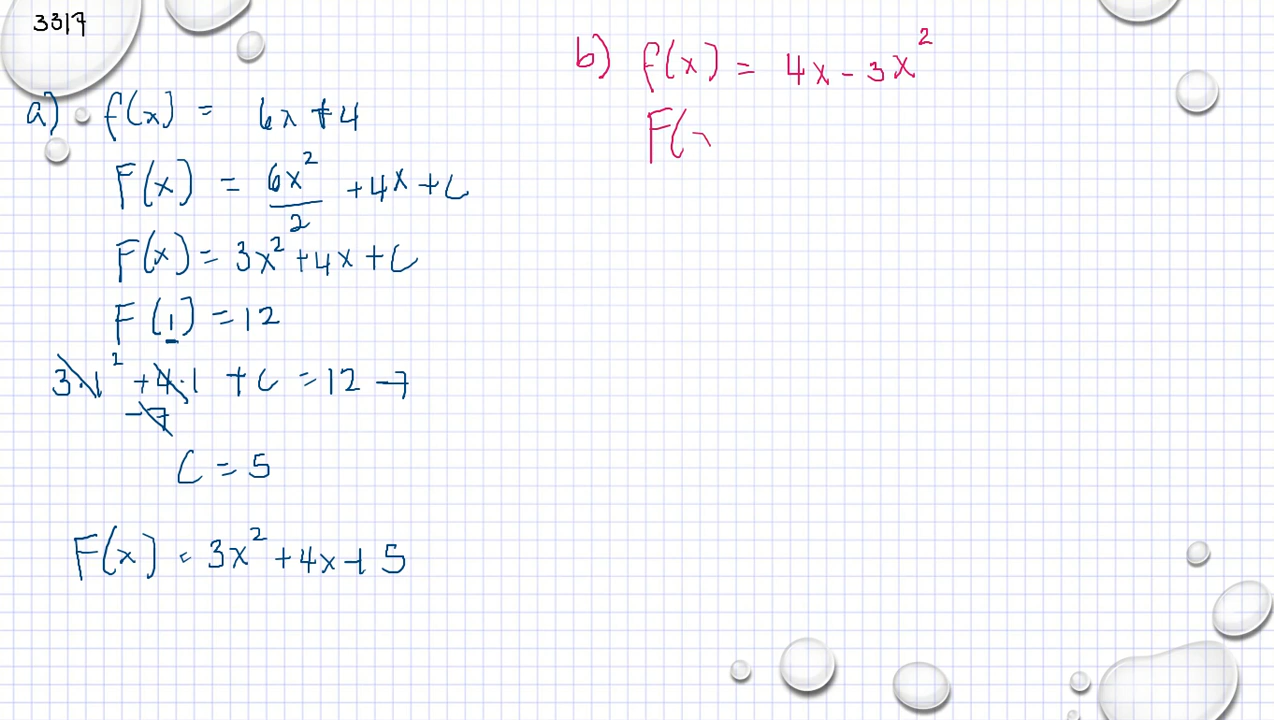 3317
a) f(x) = 6x + 4
F(x) = 6x²/2 + 4x + C
F(x) = 3x² + 4x + C
F(1) = 12
3·1² + 4·1 + C = 12 - 7
-7
C = 5
F(x) = 3x² + 4x + 5
b) f(x) = 4x - 3x²
F(